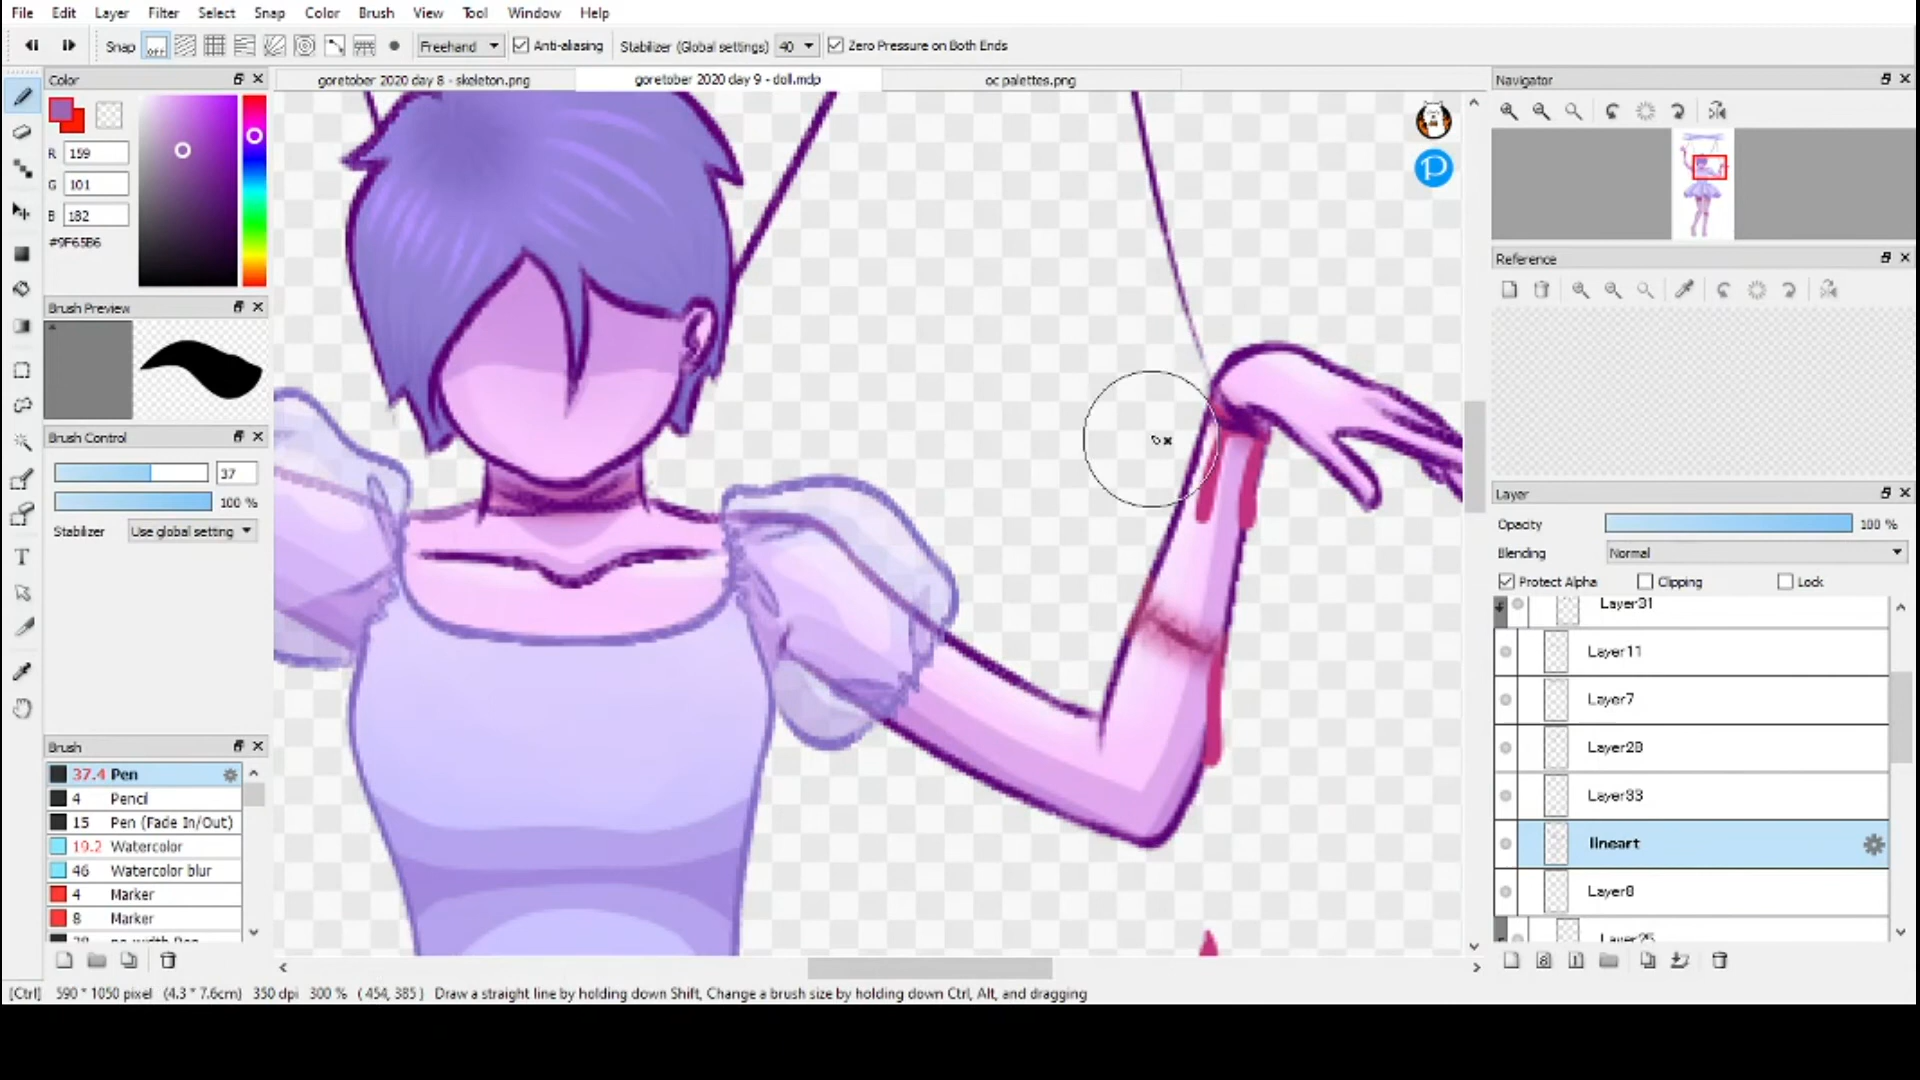 File Edit Layer Filter Select Snap Color Brush View Tool Window Help
Snap Freehand Anti-aliasing Stabilizer (Global settings) 40 Zero Pressure on Both Ends
Color
goretober 2020 day 8 - skeleton.png goretober 2020 day 9 - doll.mdp oc palettes.png
Navigator
R 159
G 101
B 182
#9F65B6
Reference
Brush Preview
Brush Control
37
100 %
Stabilizer Use global setting
Layer
Opacity 100 %
Blending Normal
Protect Alpha Clipping Lock
Layer31
Layer11
Layer7
Layer28
Layer33
lineart
Layer8
Layer25
Brush
37.4 Pen
4 Pencil
15 Pen (Fade In/Out)
19.2 Watercolor
46 Watercolor blur
4 Marker
8 Marker
[Ctrl] 590 * 1050 pixel (4.3 * 7.6cm) 350 dpi 300 % ( 454, 385 ) Draw a straight line by holding down Shift, Change a brush size by holding down Ctrl, Alt, and dragging